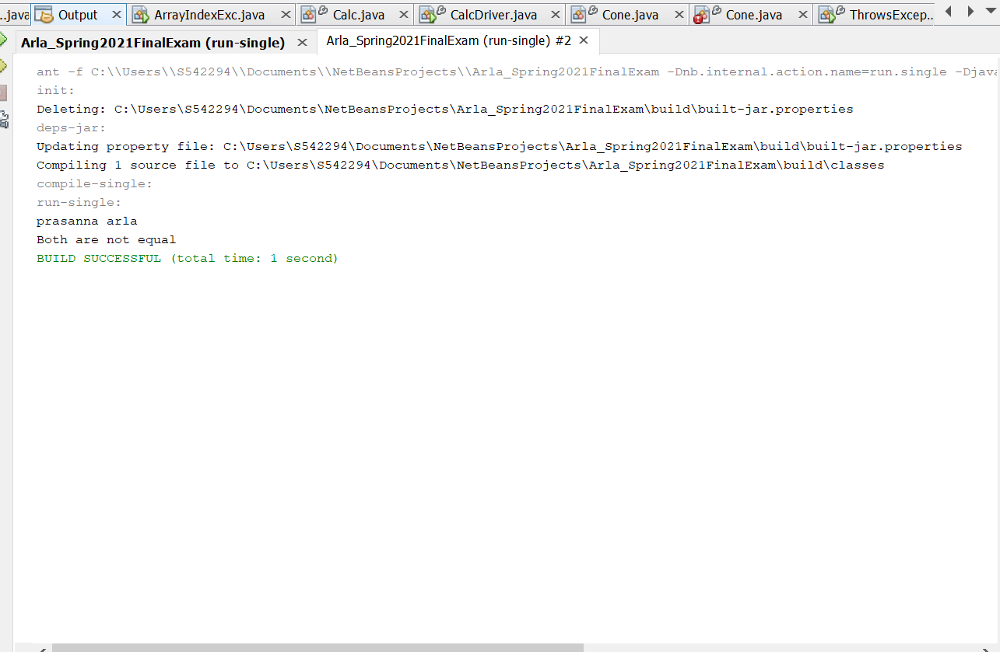 ..java Output ArrayIndexExc.java Calc.java CalcDriver.java Cone.java Cone.java ThrowsExcep..
Arla_Spring2021FinalExam (run-single) Arla_Spring2021FinalExam (run-single) #2
ant -f C:\\Users\\S542294\\Documents\\NetBeansProjects\\Arla_Spring2021FinalExam -Dnb.internal.action.name=run.single -Djava
init:
Deleting: C:\Users\S542294\Documents\NetBeansProjects\Arla_Spring2021FinalExam\build\built-jar.properties
deps-jar:
Updating property file: C:\Users\S542294\Documents\NetBeansProjects\Arla_Spring2021FinalExam\build\built-jar.properties
Compiling 1 source file to C:\Users\S542294\Documents\NetBeansProjects\Arla_Spring2021FinalExam\build\classes
compile-single:
run-single:
prasanna arla
Both are not equal
BUILD SUCCESSFUL (total time: 1 second)